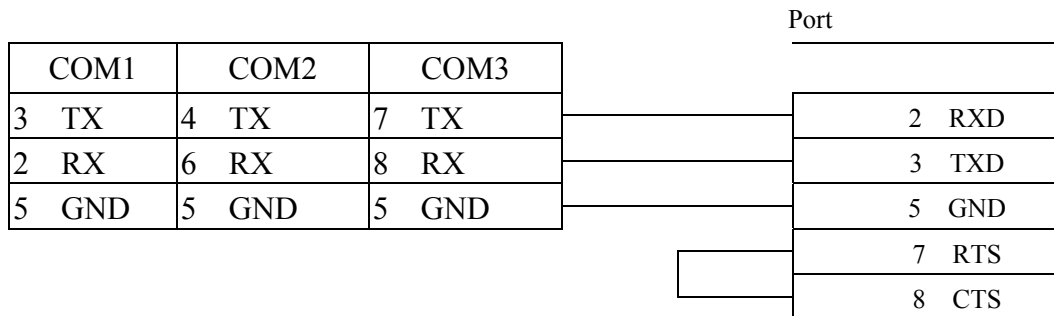 Port
COM1 COM2 COM3
3 TX 4 TX 7 TX 2 RXD
2 RX 6 RX 8 RX 3 TXD
5 GND 5 GND 5 GND 5 GND
7 RTS
8 CTS